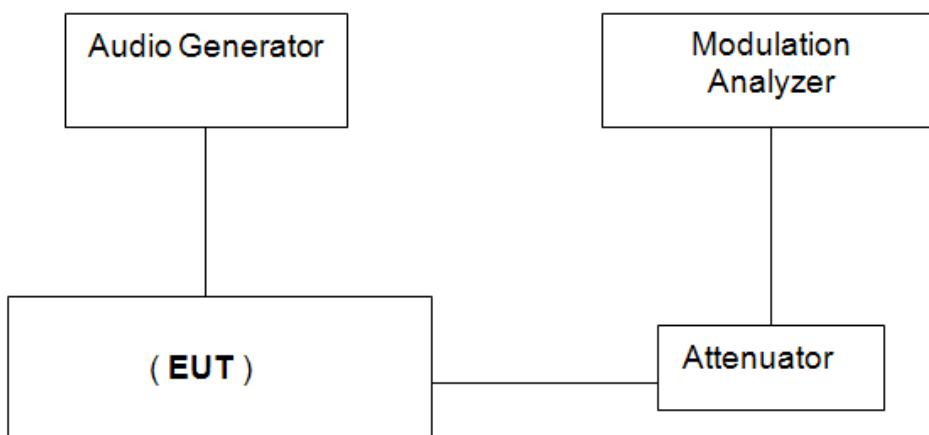 Audio Generator
Modulation
Analyzer
( EUT )
Attenuator